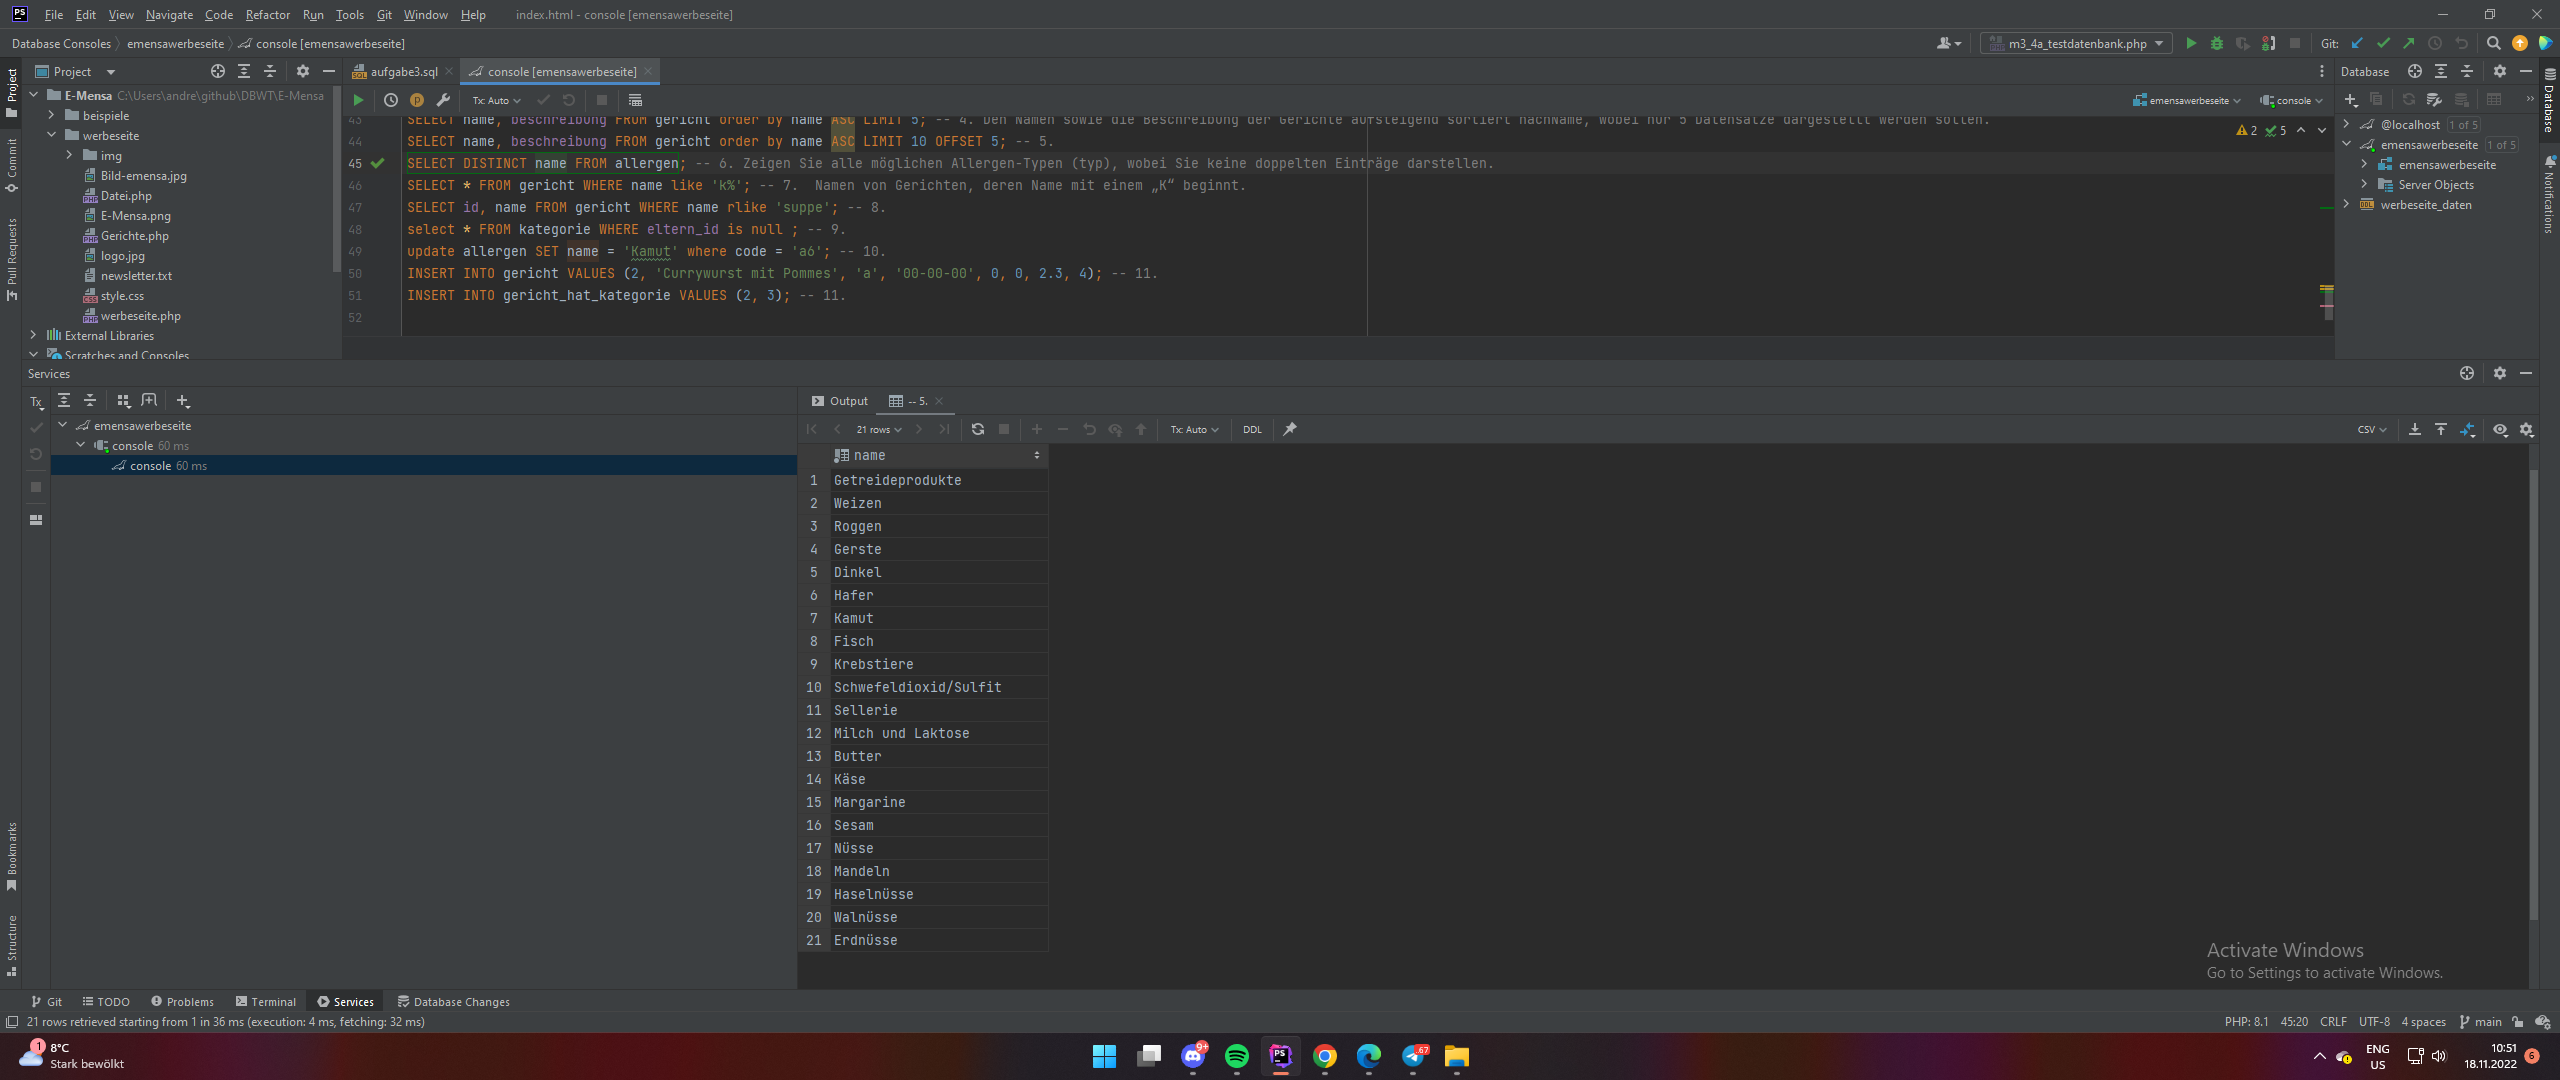 PS File Edit View Navigate Code Refactor Run Tools Git Window Help index.html - console [emensawerbeseite]
Database Consoles emensawerbeseite console [emensawerbeseite] m3_4a_testdatenbank.php Git:
Project aufgabe3.sql console [emensawerbeseite] Database
E-Mensa C:\Users\andre\github\DBWT\E-Mensa
beispiele
werbeseite
img
Bild-emensa.jpg
Datei.php
E-Mensa.png
Gerichte.php
logo.jpg
newsletter.txt
style.css
werbeseite.php
External Libraries
Scratches and Consoles
Project
Commit
Pull Requests
Bookmarks
Structure
Tx: Auto emensawerbeseite console
43 SELECT name, beschreibung FROM gericht order by name ASC LIMIT 5; -- 4. Den Namen sowie die Beschreibung der Gerichte aufsteigend sortiert nachName, wobei nur 5 Datensätze dargestellt werden sollen.
44 SELECT name, beschreibung FROM gericht order by name ASC LIMIT 10 OFFSET 5; -- 5.
45 SELECT DISTINCT name FROM allergen; -- 6. Zeigen Sie alle möglichen Allergen-Typen (typ), wobei Sie keine doppelten Einträge darstellen.
46 SELECT * FROM gericht WHERE name like 'k%'; -- 7.  Namen von Gerichten, deren Name mit einem „K“ beginnt.
47 SELECT id, name FROM gericht WHERE name rlike 'suppe'; -- 8.
48 select * FROM kategorie WHERE eltern_id is null ; -- 9.
49 update allergen SET name = 'Kamut' where code = 'a6'; -- 10.
50 INSERT INTO gericht VALUES (2, 'Currywurst mit Pommes', 'a', '00-00-00', 0, 0, 2.3, 4); -- 11.
51 INSERT INTO gericht_hat_kategorie VALUES (2, 3); -- 11.
52
2 5
@localhost 1 of 5
emensawerbeseite 1 of 5
emensawerbeseite
Server Objects
werbeseite_daten
Database
Notifications
Services
Tx
emensawerbeseite
console 60 ms
console 60 ms
Output -- 5.
21 rows Tx: Auto DDL CSV
name
1 Getreideprodukte
2 Weizen
3 Roggen
4 Gerste
5 Dinkel
6 Hafer
7 Kamut
8 Fisch
9 Krebstiere
10 Schwefeldioxid/Sulfit
11 Sellerie
12 Milch und Laktose
13 Butter
14 Käse
15 Margarine
16 Sesam
17 Nüsse
18 Mandeln
19 Haselnüsse
20 Walnüsse
21 Erdnüsse
Activate Windows
Go to Settings to activate Windows.
Git TODO Problems Terminal Services Database Changes
21 rows retrieved starting from 1 in 36 ms (execution: 4 ms, fetching: 32 ms) PHP: 8.1 45:20 CRLF UTF-8 4 spaces main
1 8°C
Stark bewölkt
9+ PS 67
ENG
US
10:51
18.11.2022
6